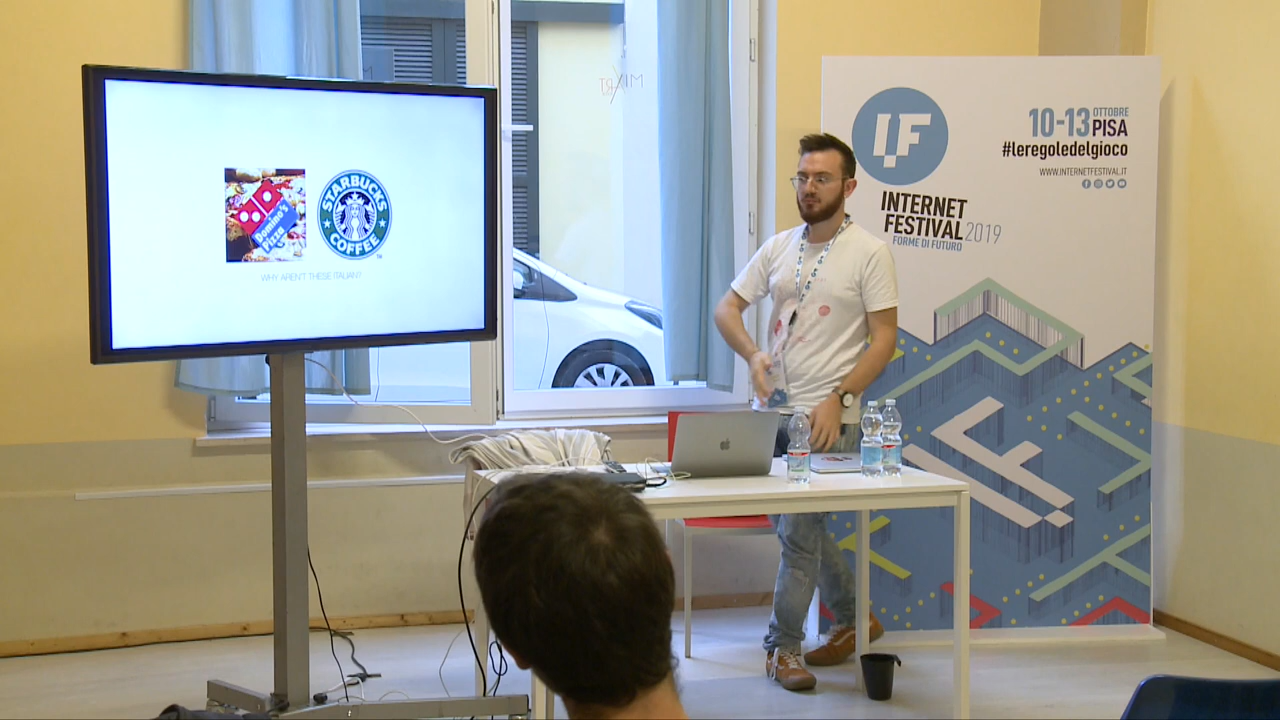 Domino's
Pizza
STARBUCKS
COFFEE
TM
WHY AREN'T THESE ITALIAN?
I.F
10-13 OTTOBRE
PISA
#leregoledelgioco
WWW.INTERNETFESTIVAL.IT
INTERNET
FESTIVAL 2019
FORME DI FUTURO